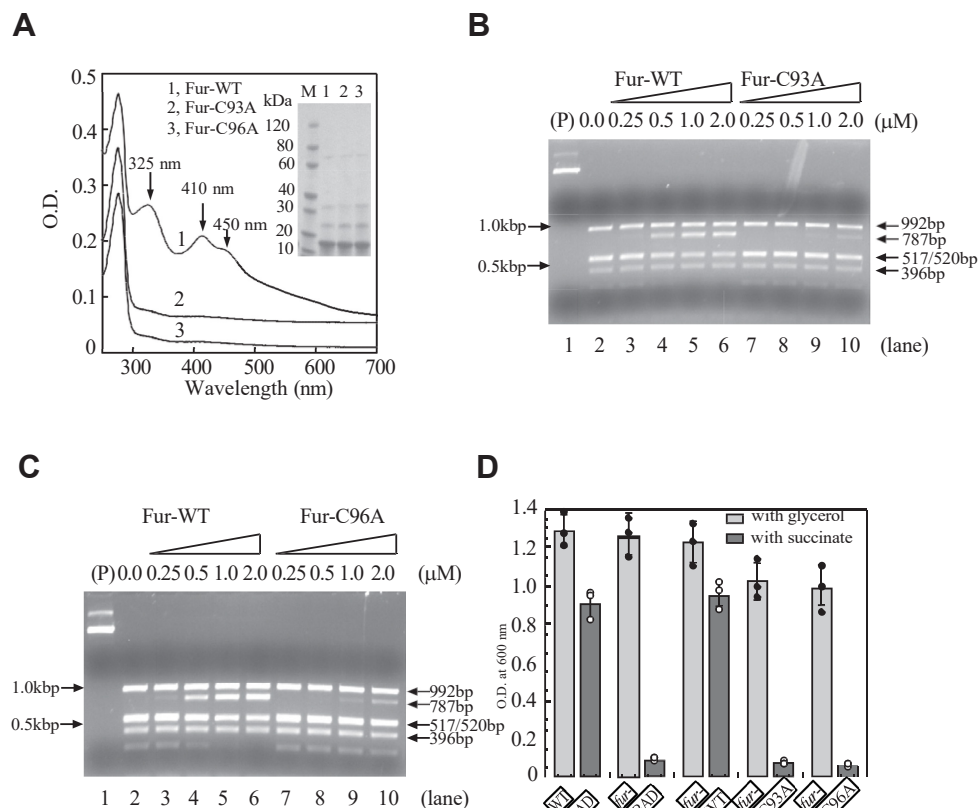 A
0.5
0.4
0.3
0.2
0.1
0
O.D.
1, Fur-WT
2, Fur-C93A
3, Fur-C96A
kDa
M 1 2 3
120
80
60
40
30
20
10
325 nm
410 nm
450 nm
1
2
3
300 400 500 600 700
Wavelength (nm)
B
Fur-WT Fur-C93A
(P) 0.0 0.25 0.5 1.0 2.0 0.25 0.5 1.0 2.0 (μM)
1.0kbp
0.5kbp
992bp
787bp
517/520bp
396bp
1 2 3 4 5 6 7 8 9 10 (lane)
C
Fur-WT Fur-C96A
(P) 0.0 0.25 0.5 1.0 2.0 0.25 0.5 1.0 2.0 (μM)
1.0kbp
0.5kbp
992bp
787bp
517/520bp
396bp
1 2 3 4 5 6 7 8 9 10 (lane)
D
1.4
1.2
1.0
0.8
0.6
0.4
0.2
0
O.D. at 600 nm
with glycerol
with succinate
WT
fur-
fur-
WT
fur-
93A
fur-
96A